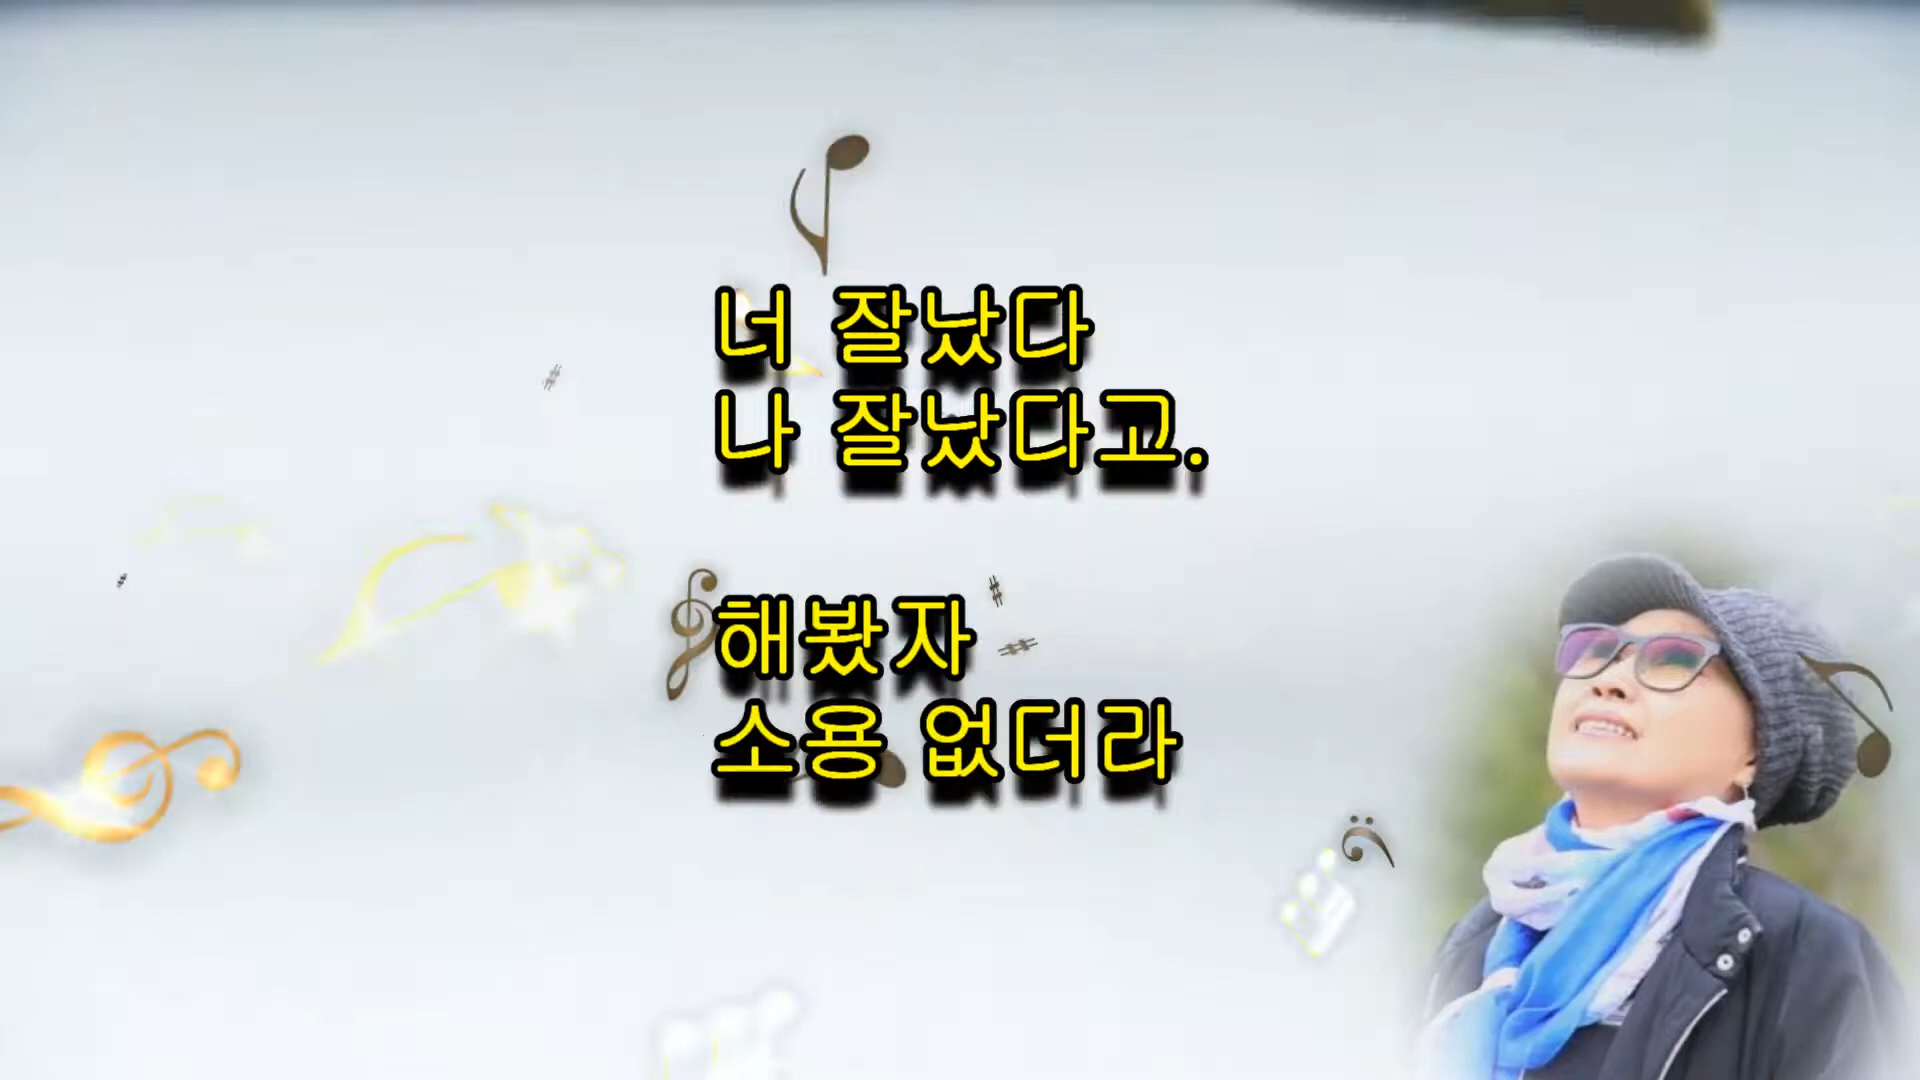 너 잘났다
나 잘났다고.
해봤자
소용 없더라